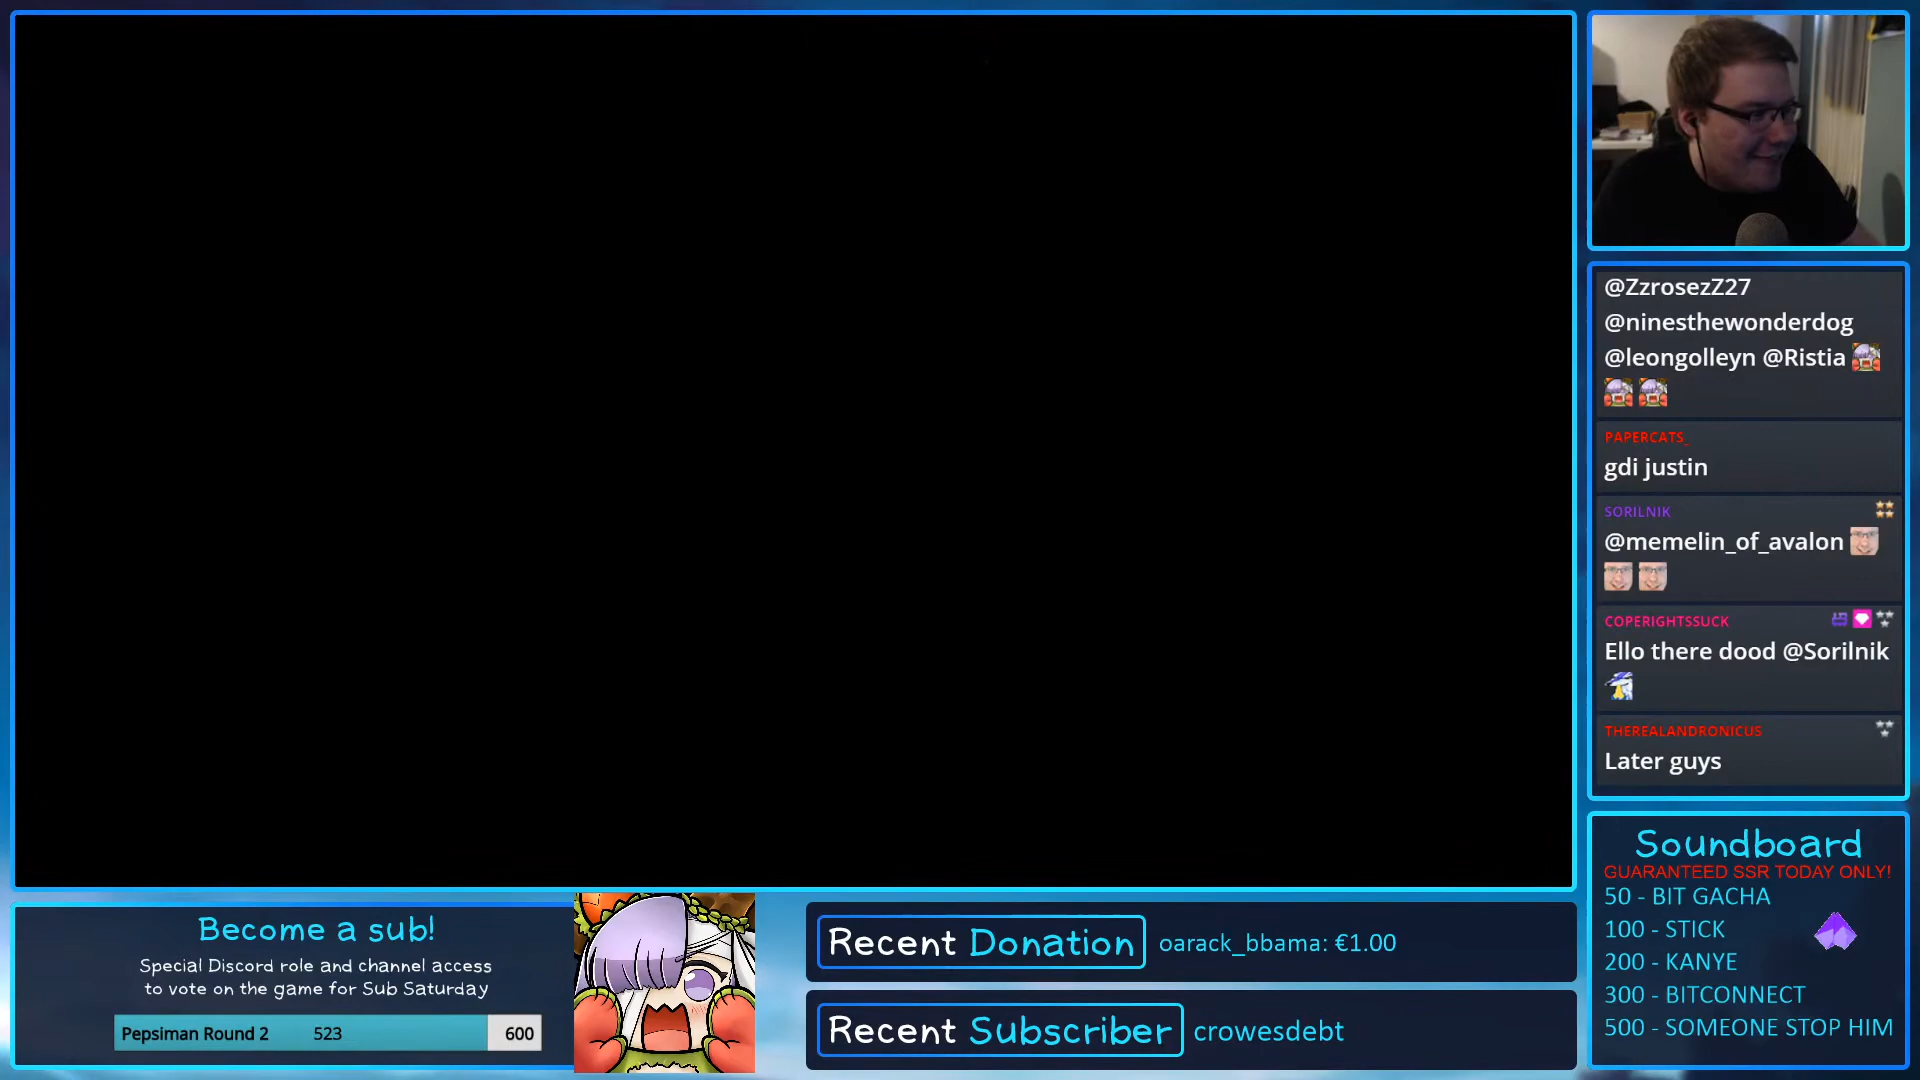 @ZzrosezZ27
@ninesthewonderdog
@leongolleyn @Ristia
PAPERCATS_
gdi justin
SORILNIK
@memelin_of_avalon
COPERIGHTSSUCK
Ello there dood @Sorilnik
THEREALANDRONICUS
Later guys
Soundboard
GUARANTEED SSR TODAY ONLY!
50 - BIT GACHA
100 - STICK
200 - KANYE
300 - BITCONNECT
500 - SOMEONE STOP HIM
Become a sub!
Special Discord role and channel access
to vote on the game for Sub Saturday
Pepsiman Round 2 523 600
Recent Donation oarack_bbama: €1.00
Recent Subscriber crowesdebt